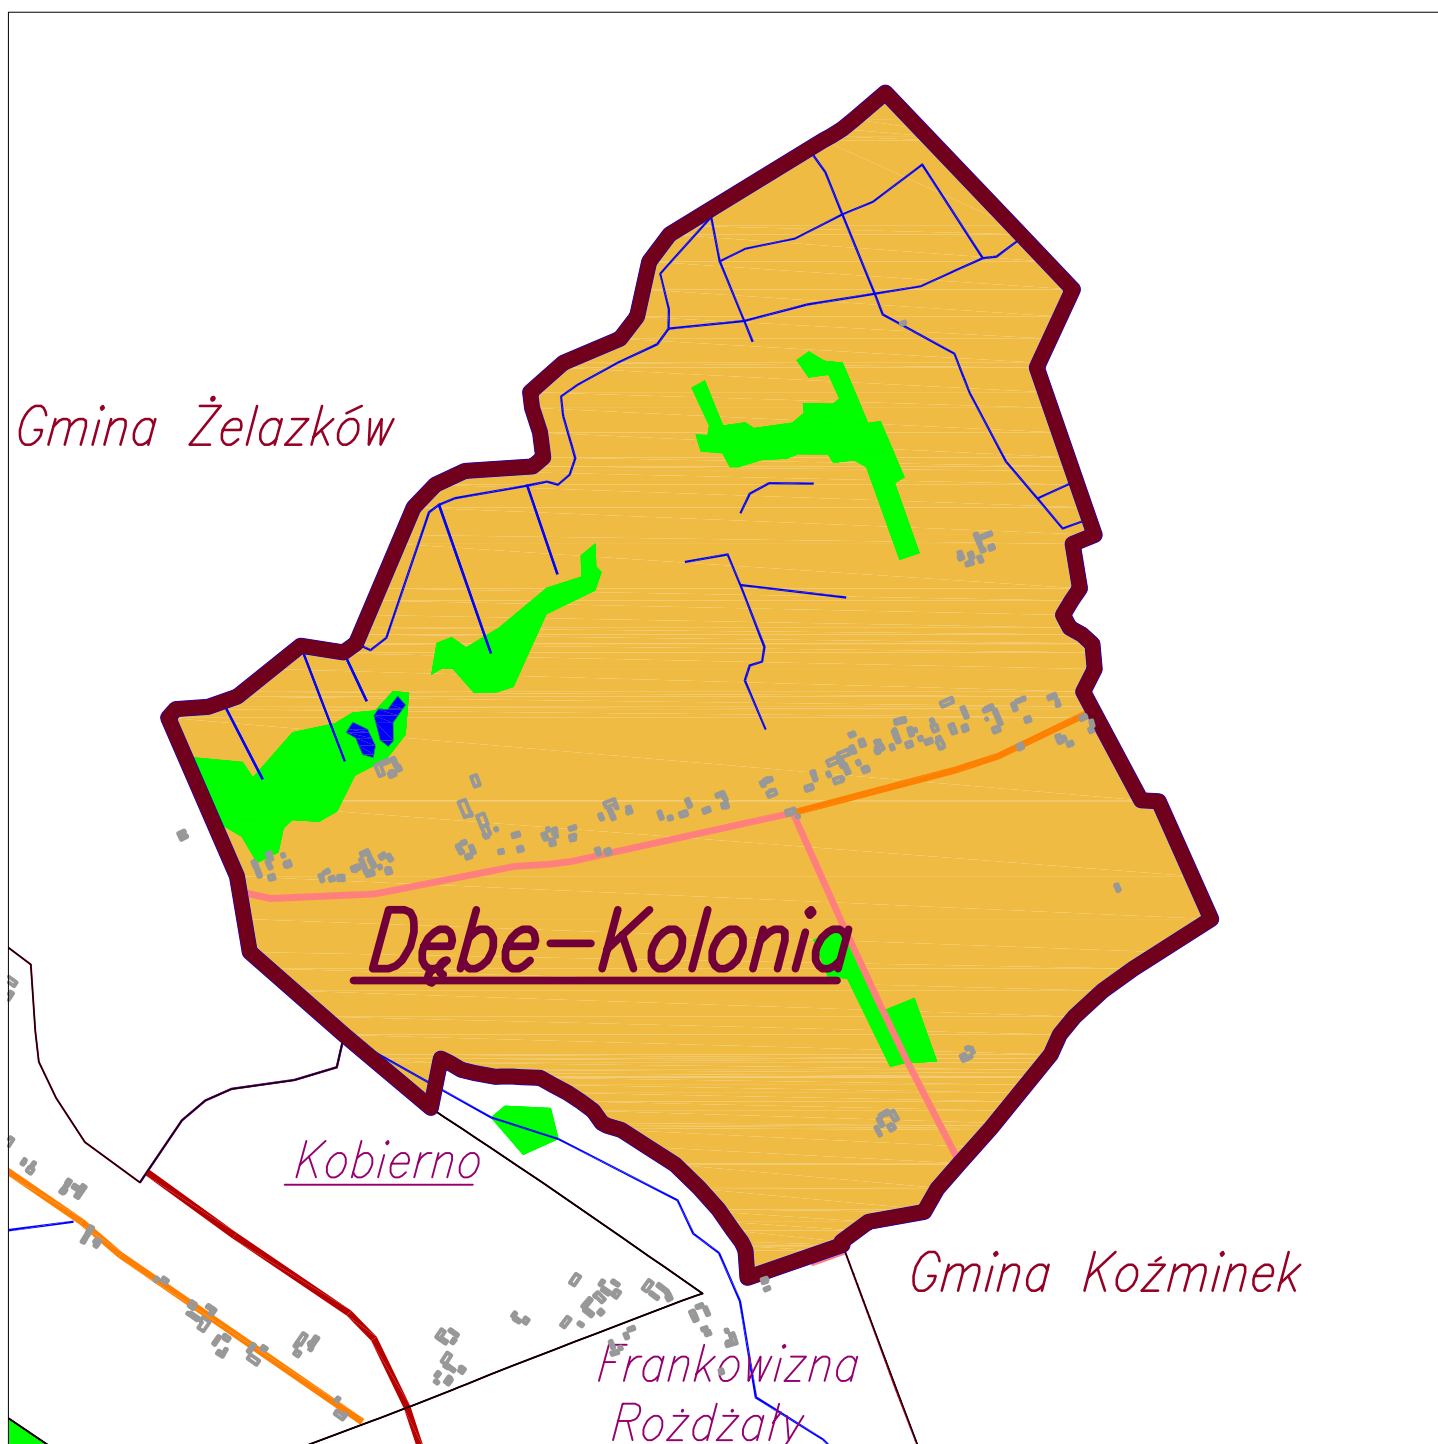 Gmina Żelazków
Dębe-Kolonia
Kobierno
Gmina Koźminek
Frankowizna
Rożdżały